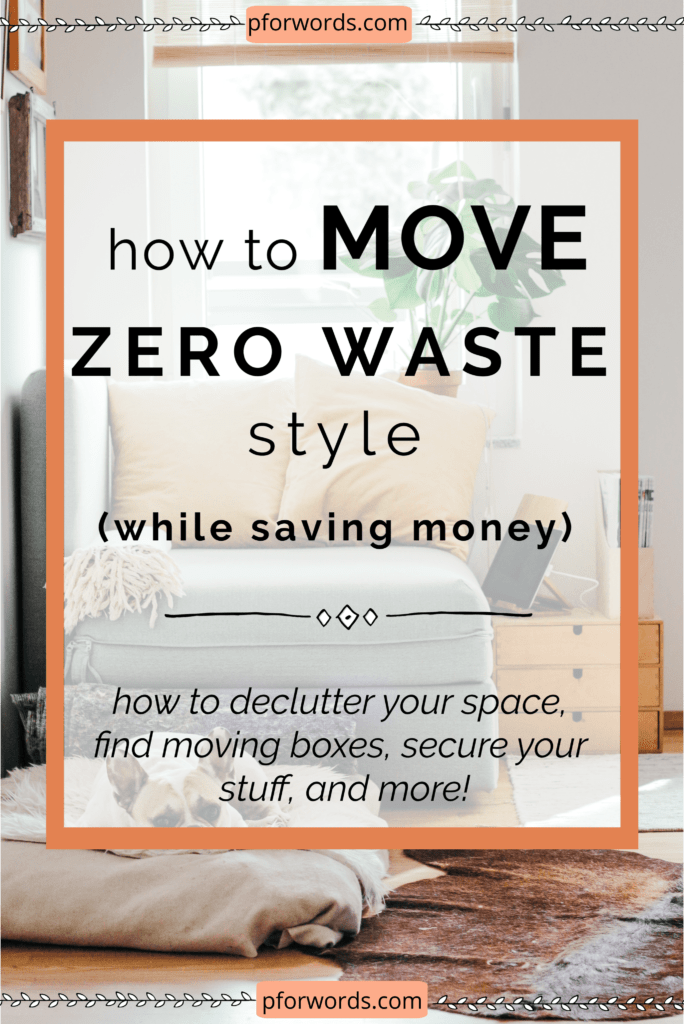 pforwords.com
how to MOVE
ZERO WASTE
style
(while saving money)
how to declutter your space,
find moving boxes, secure your
stuff, and more!
pforwords.com